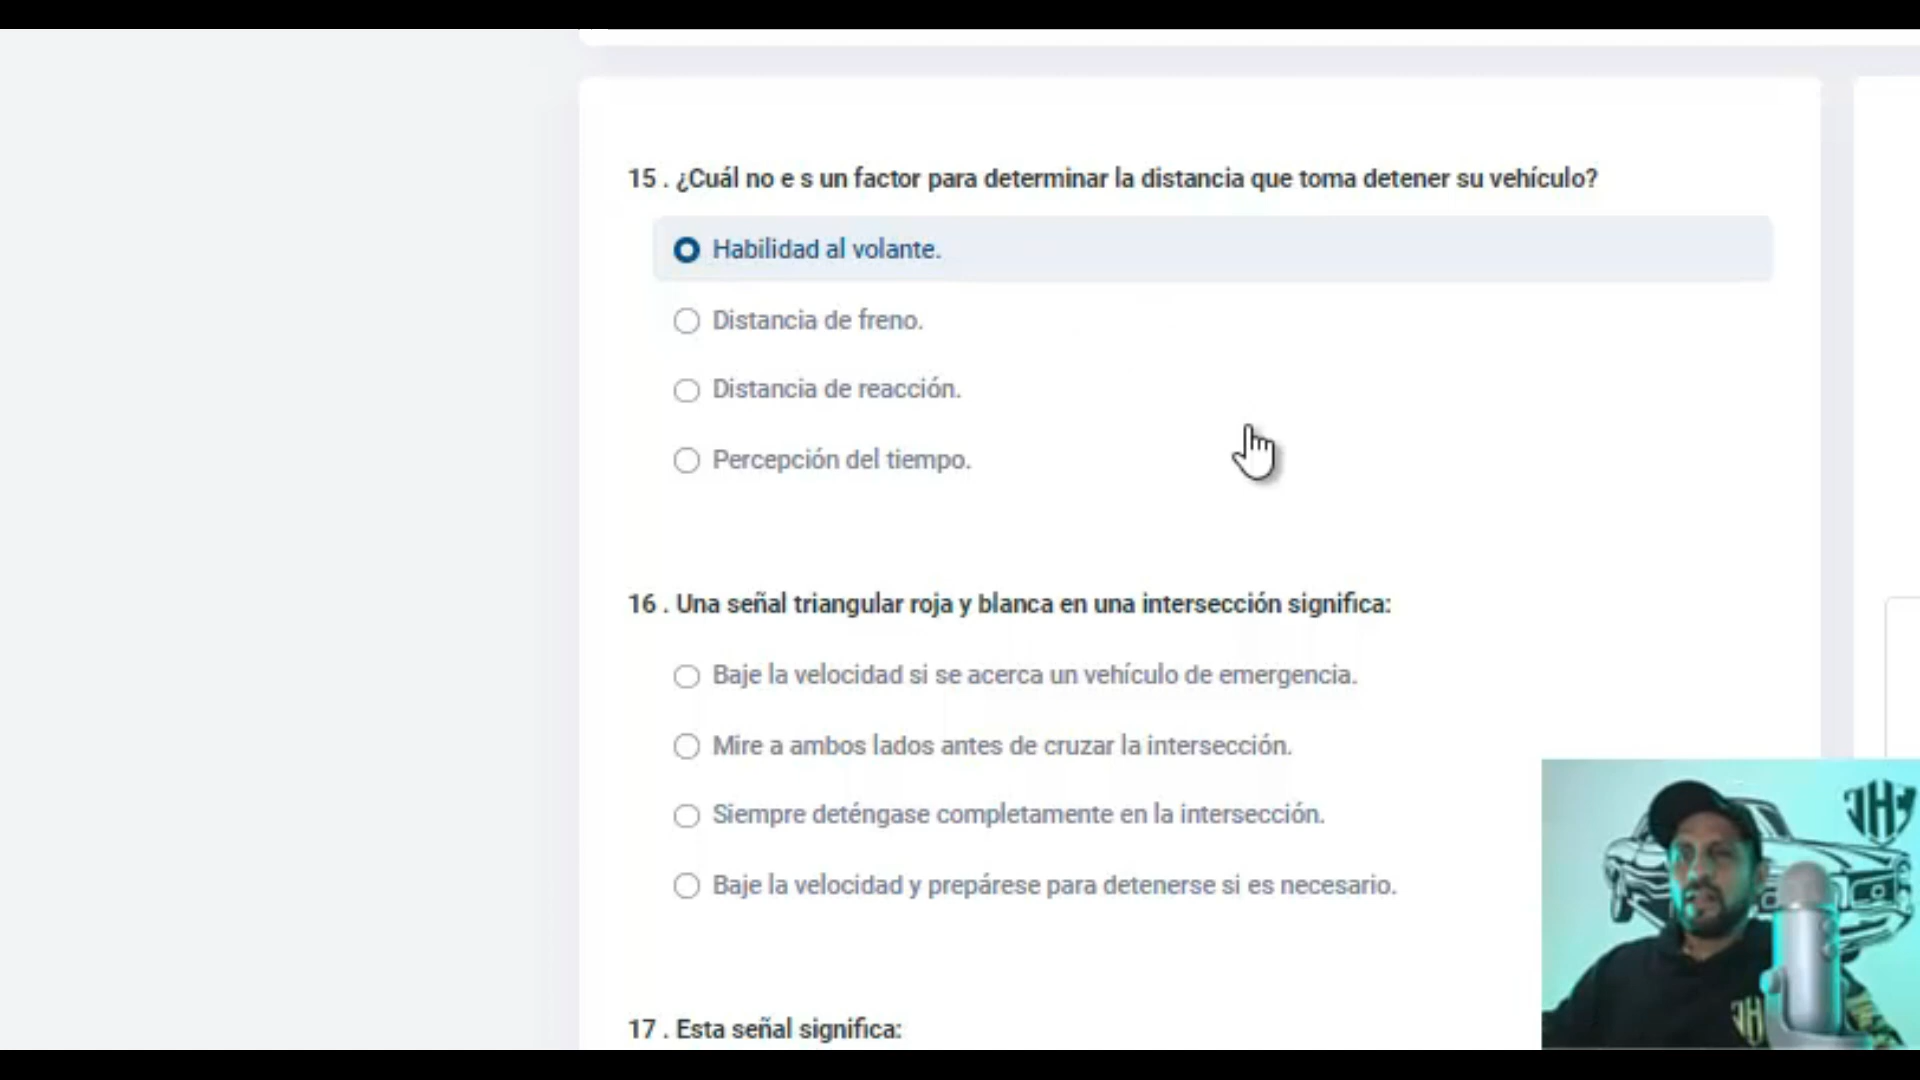 15 . ¿Cuál no e s un factor para determinar la distancia que toma detener su vehículo?
Habilidad al volante.
Distancia de freno.
Distancia de reacción.
Percepción del tiempo.
16 . Una señal triangular roja y blanca en una intersección significa:
Baje la velocidad si se acerca un vehículo de emergencia.
Mire a ambos lados antes de cruzar la intersección.
Siempre deténgase completamente en la intersección.
Baje la velocidad y prepárese para detenerse si es necesario.
17 . Esta señal significa: